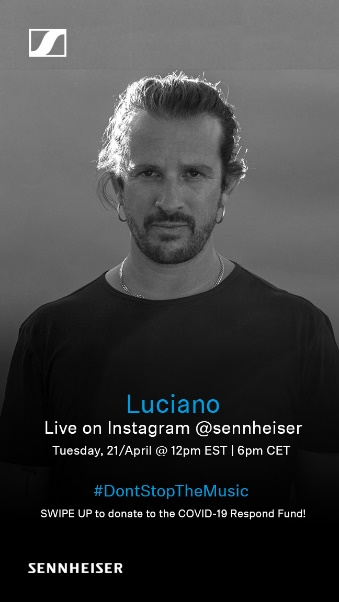 Luciano
Live on Instagram @sennheiser
Tuesday, 21/April @ 12pm EST | 6pm CET
#DontStopTheMusic
SWIPE UP to donate to the COVID-19 Respond Fund!
SENNHEISER